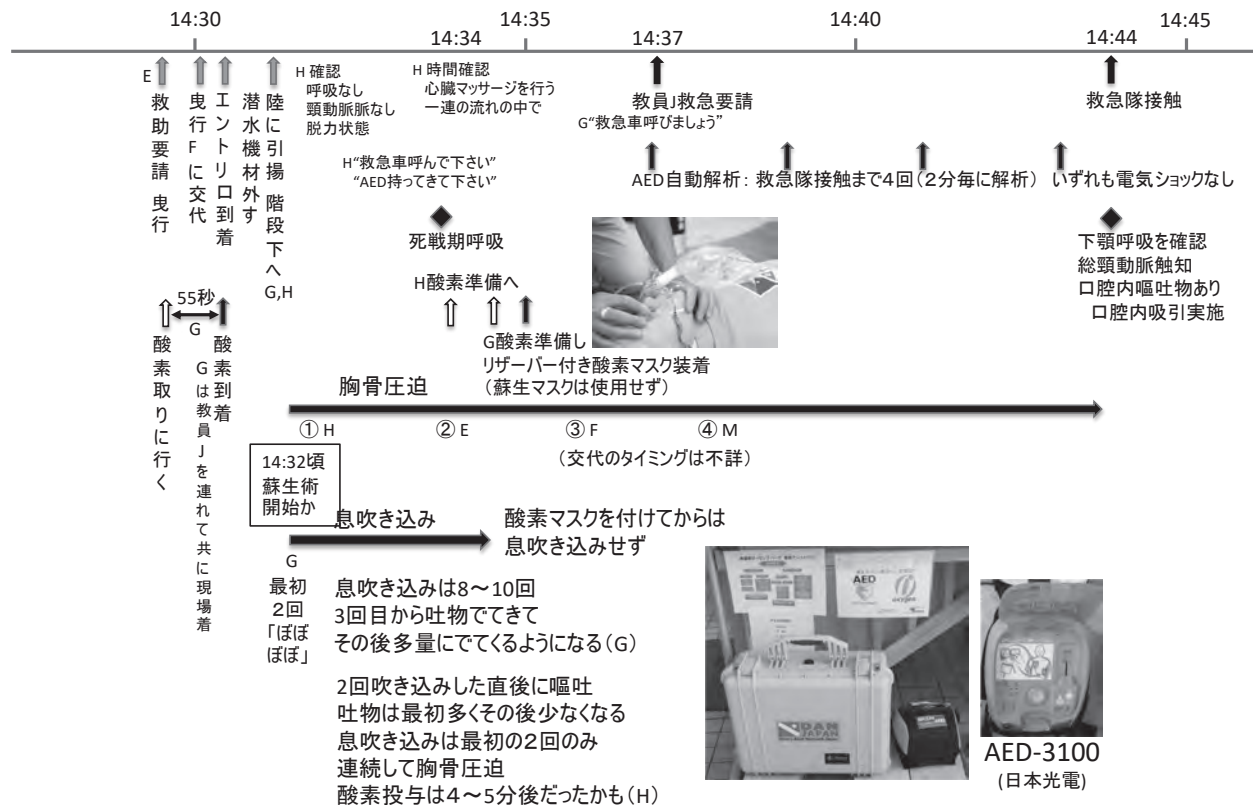 14:30
14:34
14:35
14:37
14:40
14:44
14:45
E
救助要請 曳行
曳行Fに交代
エントリ口到着
潜水機材外す
陸に引揚 階段下へ
G,H
H 確認
呼吸なし
頸動脈脈なし
脱力状態
H 時間確認
心臓マッサージを行う
一連の流れの中で
教員J救急要請
G“救急車呼びましょう”
救急隊接触
H“救急車呼んで下さい”
“AED持ってきて下さい”
AED自動解析：救急隊接触まで4回（2分毎に解析） いずれも電気ショックなし
死戦期呼吸
下顎呼吸を確認
総頸動脈触知
口腔内嘔吐物あり
口腔内吸引実施
55秒
G
酸素取りに行く
Gは教員Jを連れて共に現場着
酸素到着
H酸素準備へ
G酸素準備し
リザーバー付き酸素マスク装着
（蘇生マスクは使用せず）
胸骨圧迫
① H
② E
③ F
④ M
（交代のタイミングは不詳）
14:32頃
蘇生術
開始か
息吹き込み
酸素マスクを付けてからは
息吹き込みせず
G
最初
2回
「ぼぼ
ぼぼ」
息吹き込みは8～10回
3回目から吐物でてきて
その後多量にでてくるようになる（G）
2回吹き込みした直後に嘔吐
吐物は最初多くその後少なくなる
息吹き込みは最初の2回のみ
連続して胸骨圧迫
酸素投与は4～5分後だったかも（H）
AED
DAN
JAPAN
AED-3100
(日本光電)